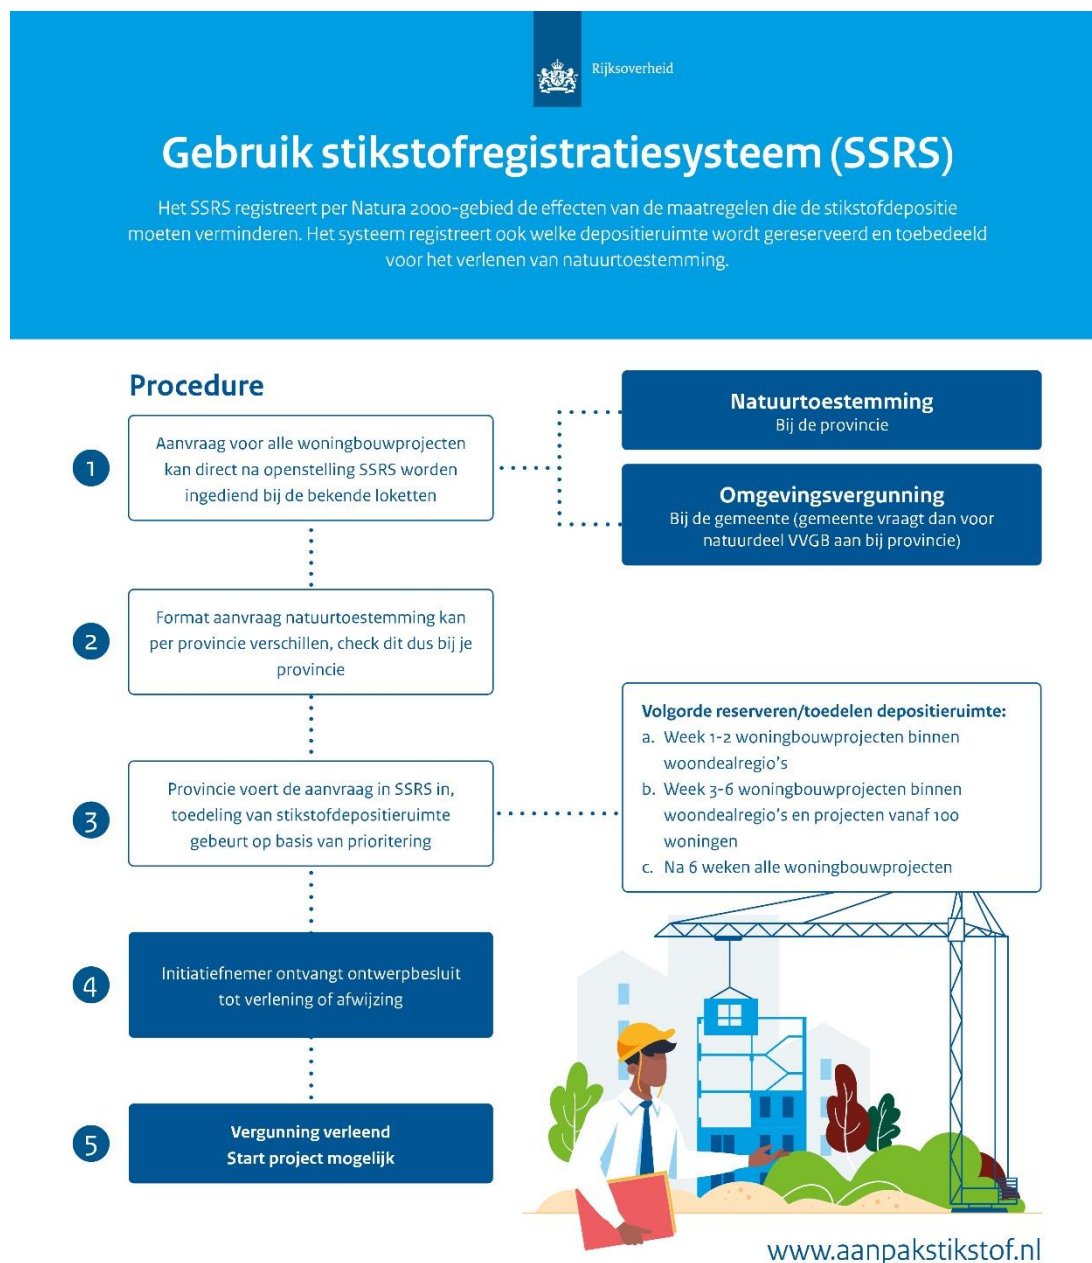 Rijksoverheid
Gebruik stikstofregistratiesysteem (SSRS)
Het SSRS registreert per Natura 2000-gebied de effecten van de maatregelen die de stikstofdepositie
moeten verminderen. Het systeem registreert ook welke depositieruimte wordt gereserveerd en toebedeeld
voor het verlenen van natuurtoestemming.
Procedure
1
Aanvraag voor alle woningbouwprojecten
kan direct na openstelling SSRS worden
ingediend bij de bekende loketten
Natuurtoestemming
Bij de provincie
Omgevingsvergunning
Bij de gemeente (gemeente vraagt dan voor
natuurdeel VVGB aan bij provincie)
2
Format aanvraag natuurtoestemming kan
per provincie verschillen, check dit dus bij je
provincie
3
Provincie voert de aanvraag in SSRS in,
toedeling van stikstofdepositieruimte
gebeurt op basis van prioritering
Volgorde reserveren/toedelen depositieruimte:
a. Week 1-2 woningbouwprojecten binnen
woondealregio's
b. Week 3-6 woningbouwprojecten binnen
woondealregio's en projecten vanaf 100
woningen
c. Na 6 weken alle woningbouwprojecten
4
Initiatiefnemer ontvangt ontwerpbesluit
tot verlening of afwijzing
5
Vergunning verleend
Start project mogelijk
www.aanpakstikstof.nl